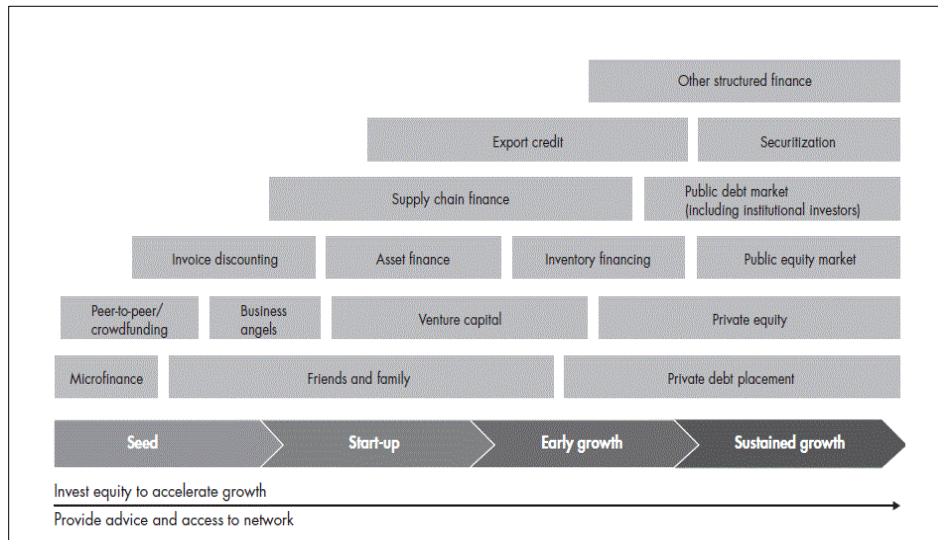 Other structured finance
Export credit
Securitization
Supply chain finance
Public debt market
(including institutional investors)
Invoice discounting
Asset finance
Inventory financing
Public equity market
Peer-to-peer/
crowdfunding
Business
angels
Venture capital
Private equity
Microfinance
Friends and family
Private debt placement
Seed
Start-up
Early growth
Sustained growth
Invest equity to accelerate growth
Provide advice and access to network